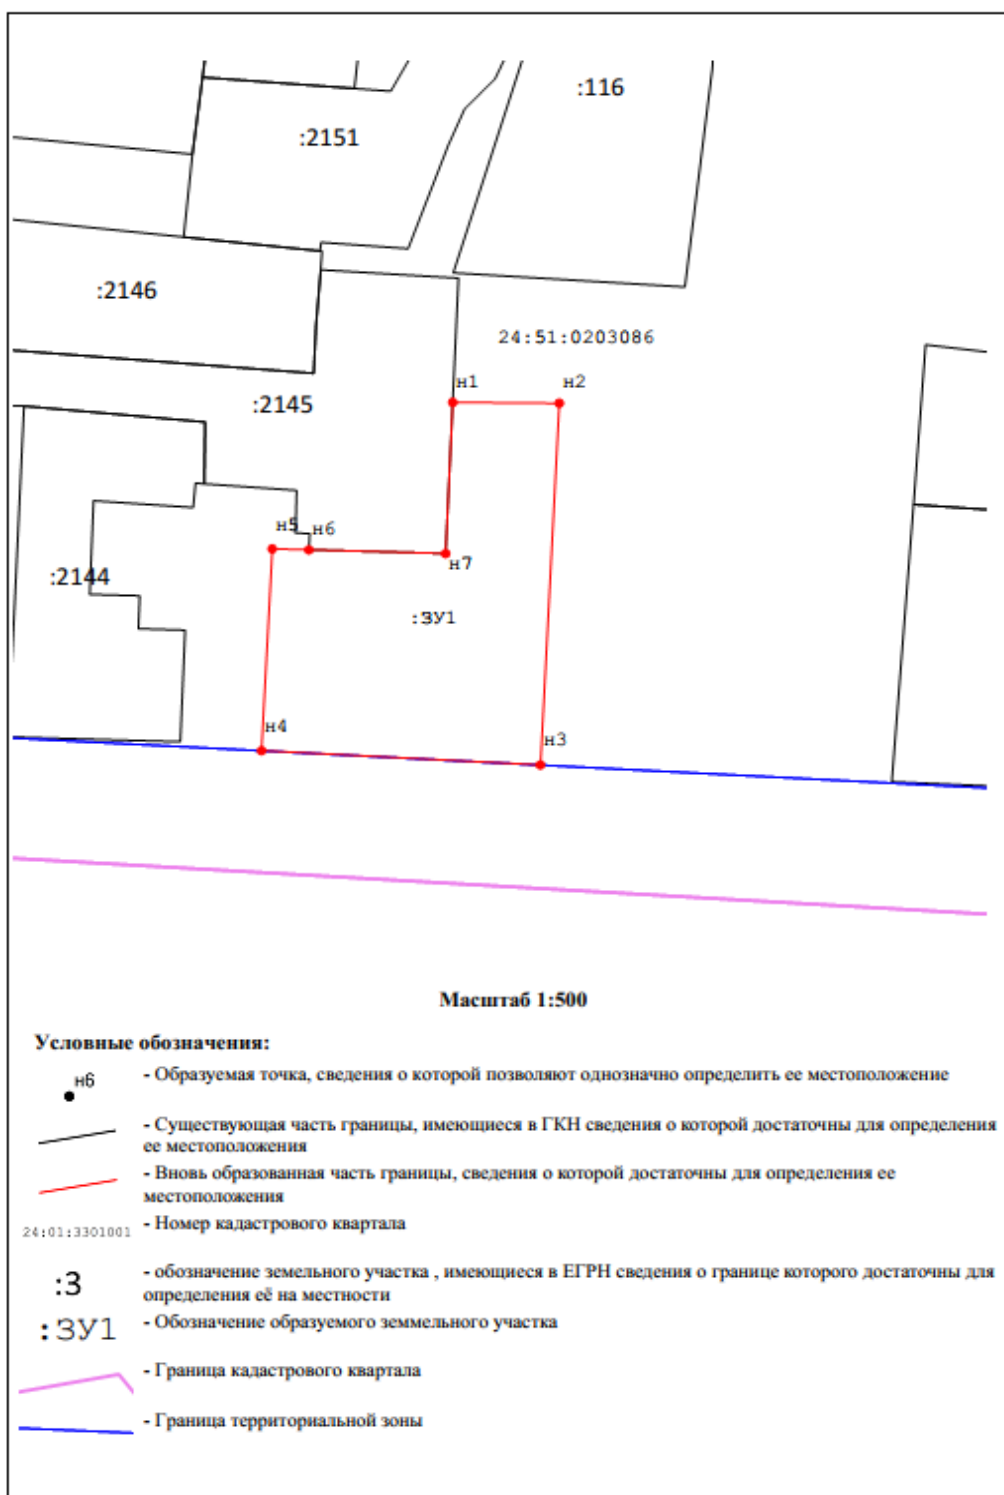 :116
:2151
:2146
24:51:0203086
н1
н2
:2145
н5
н6
н7
:2144
:ЗУ1
н4
н3
Масштаб 1:500
Условные обозначения:
н6
- Образуемая точка, сведения о которой позволяют однозначно определить ее местоположение
- Существующая часть границы, имеющиеся в ГКН сведения о которой достаточны для определения
ее местоположения
- Вновь образованная часть границы, сведения о которой достаточны для определения ее
местоположения
24:01:3301001
- Номер кадастрового квартала
:3
- обозначение земельного участка , имеющиеся в ЕГРН сведения о границе которого достаточны для
определения её на местности
:ЗУ1
- Обозначение образуемого земмельного участка
- Граница кадастрового квартала
- Граница территориальной зоны